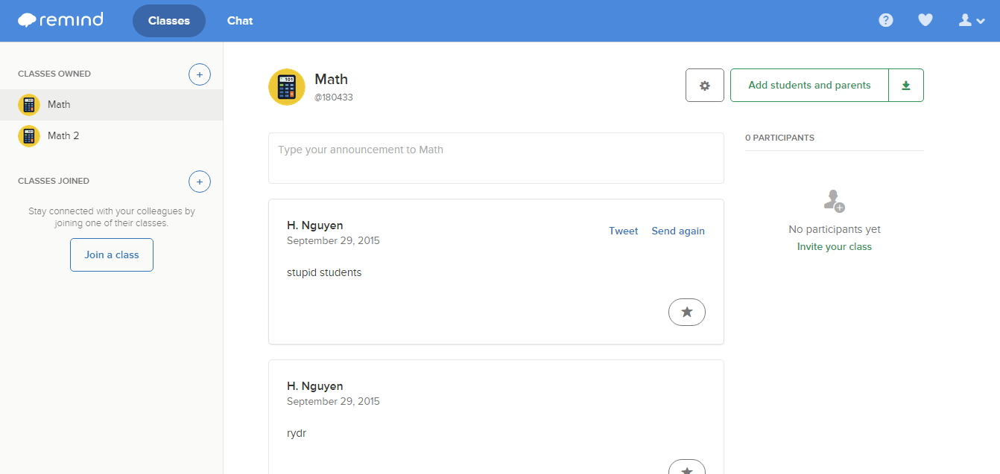 remind
Classes
Chat
?
CLASSES OWNED
+
Math
Math 2
CLASSES JOINED
+
Stay connected with your colleagues by
joining one of their classes.
Join a class
Math
@180433
Add students and parents
Type your announcement to Math
0 PARTICIPANTS
No participants yet
Invite your class
H. Nguyen
September 29, 2015
Tweet
Send again
stupid students
H. Nguyen
September 29, 2015
rydr